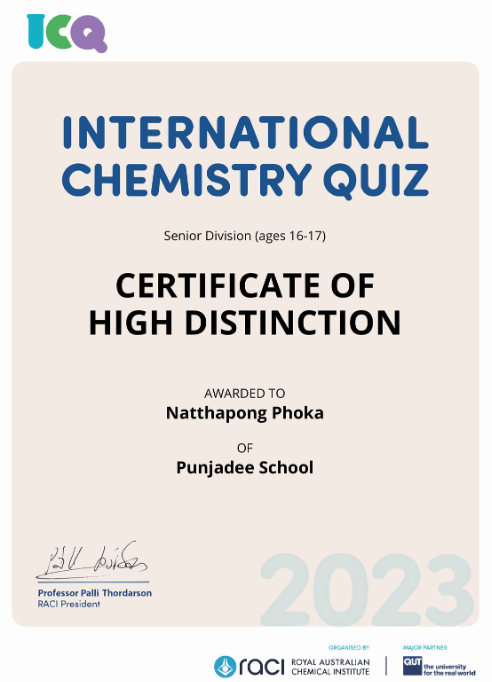 ICQ
INTERNATIONAL
CHEMISTRY QUIZ
Senior Division (ages 16-17)
CERTIFICATE OF
HIGH DISTINCTION
AWARDED TO
Natthapong Phoka
OF
Punjadee School
Professor Palli Thordarson
RACI President
2023
ORGANISED BY
raci ROYAL AUSTRALIAN
CHEMICAL INSTITUTE
MAJOR PARTNER
QUT the university
for the real world